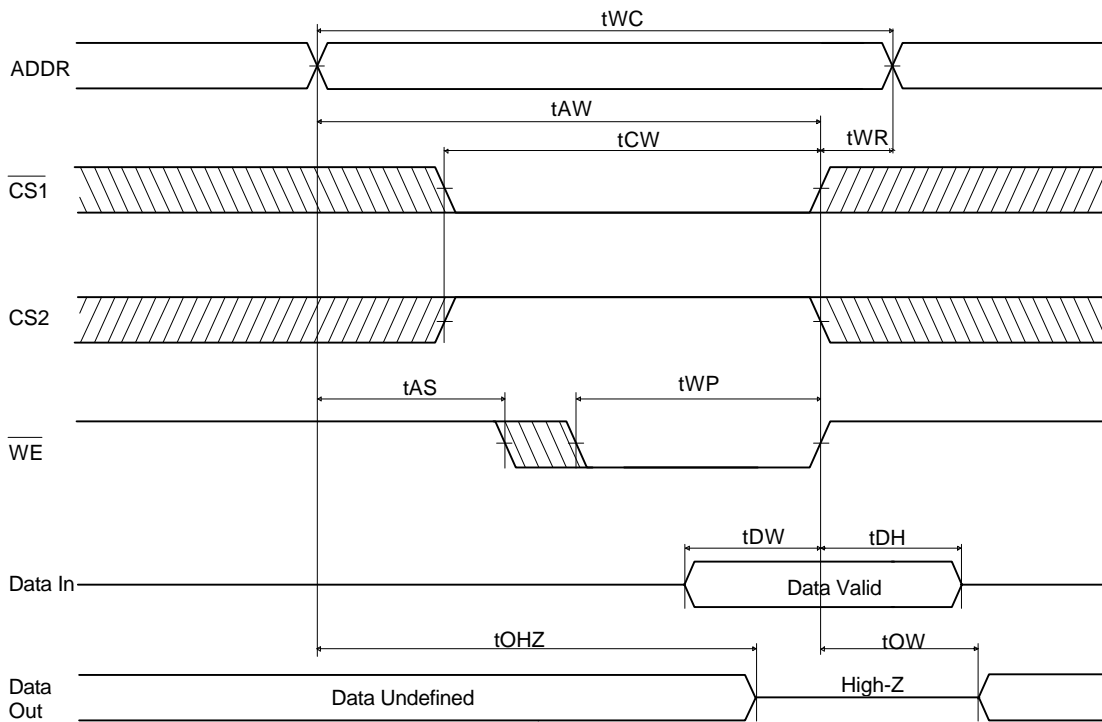 tWC
ADDR
tAW
tCW
tWR
CS1
CS2
tAS
tWP
WE
tDW
tDH
Data In
Data Valid
tOHZ
tOW
Data
Out
Data Undefined
High-Z